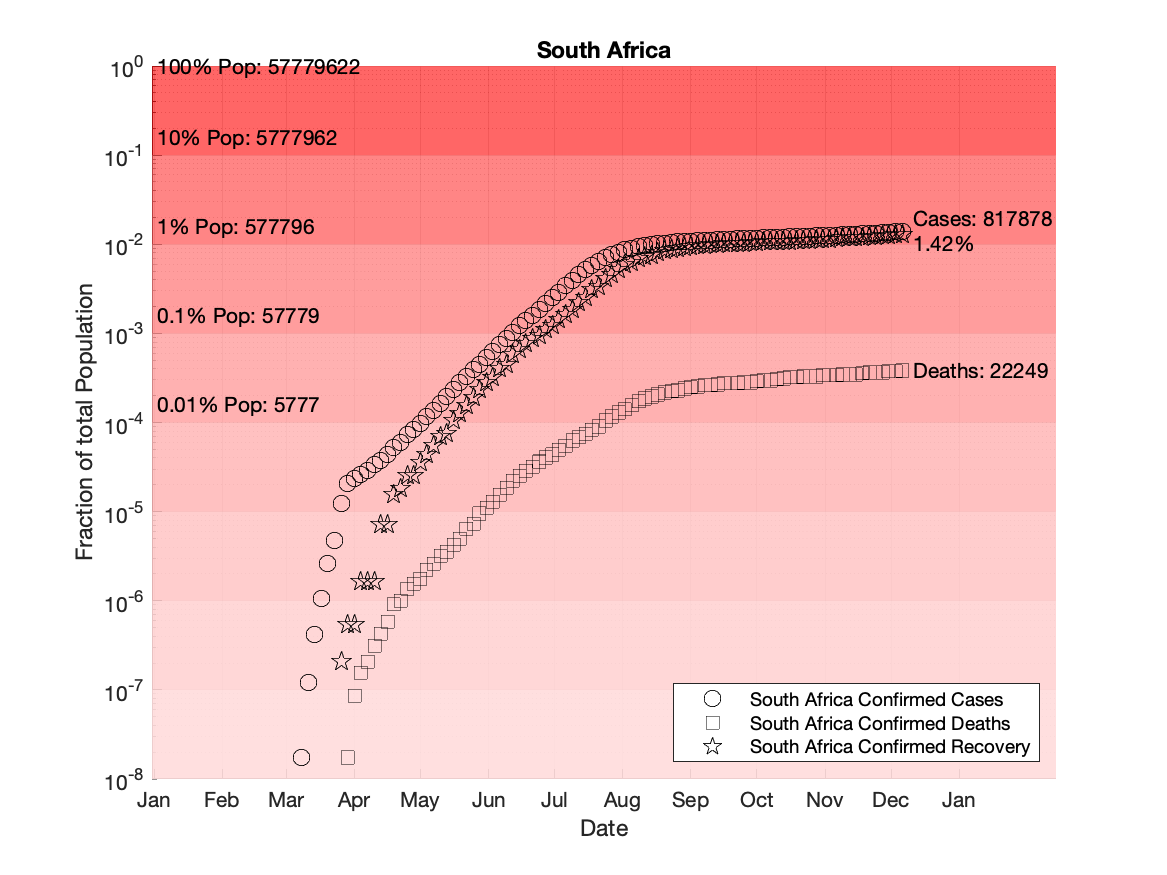 South Africa
10^0
100% Pop: 57779622
10% Pop: 5777962
10^-1
1% Pop: 577796
Cases: 817878
10^-2
1.42%
0.1% Pop: 57779
10^-3
Deaths: 22249
0.01% Pop: 5777
10^-4
10^-5
10^-6
10^-7
10^-8
Fraction of total Population
South Africa Confirmed Cases
South Africa Confirmed Deaths
South Africa Confirmed Recovery
Jan Feb Mar Apr May Jun Jul Aug Sep Oct Nov Dec Jan
Date